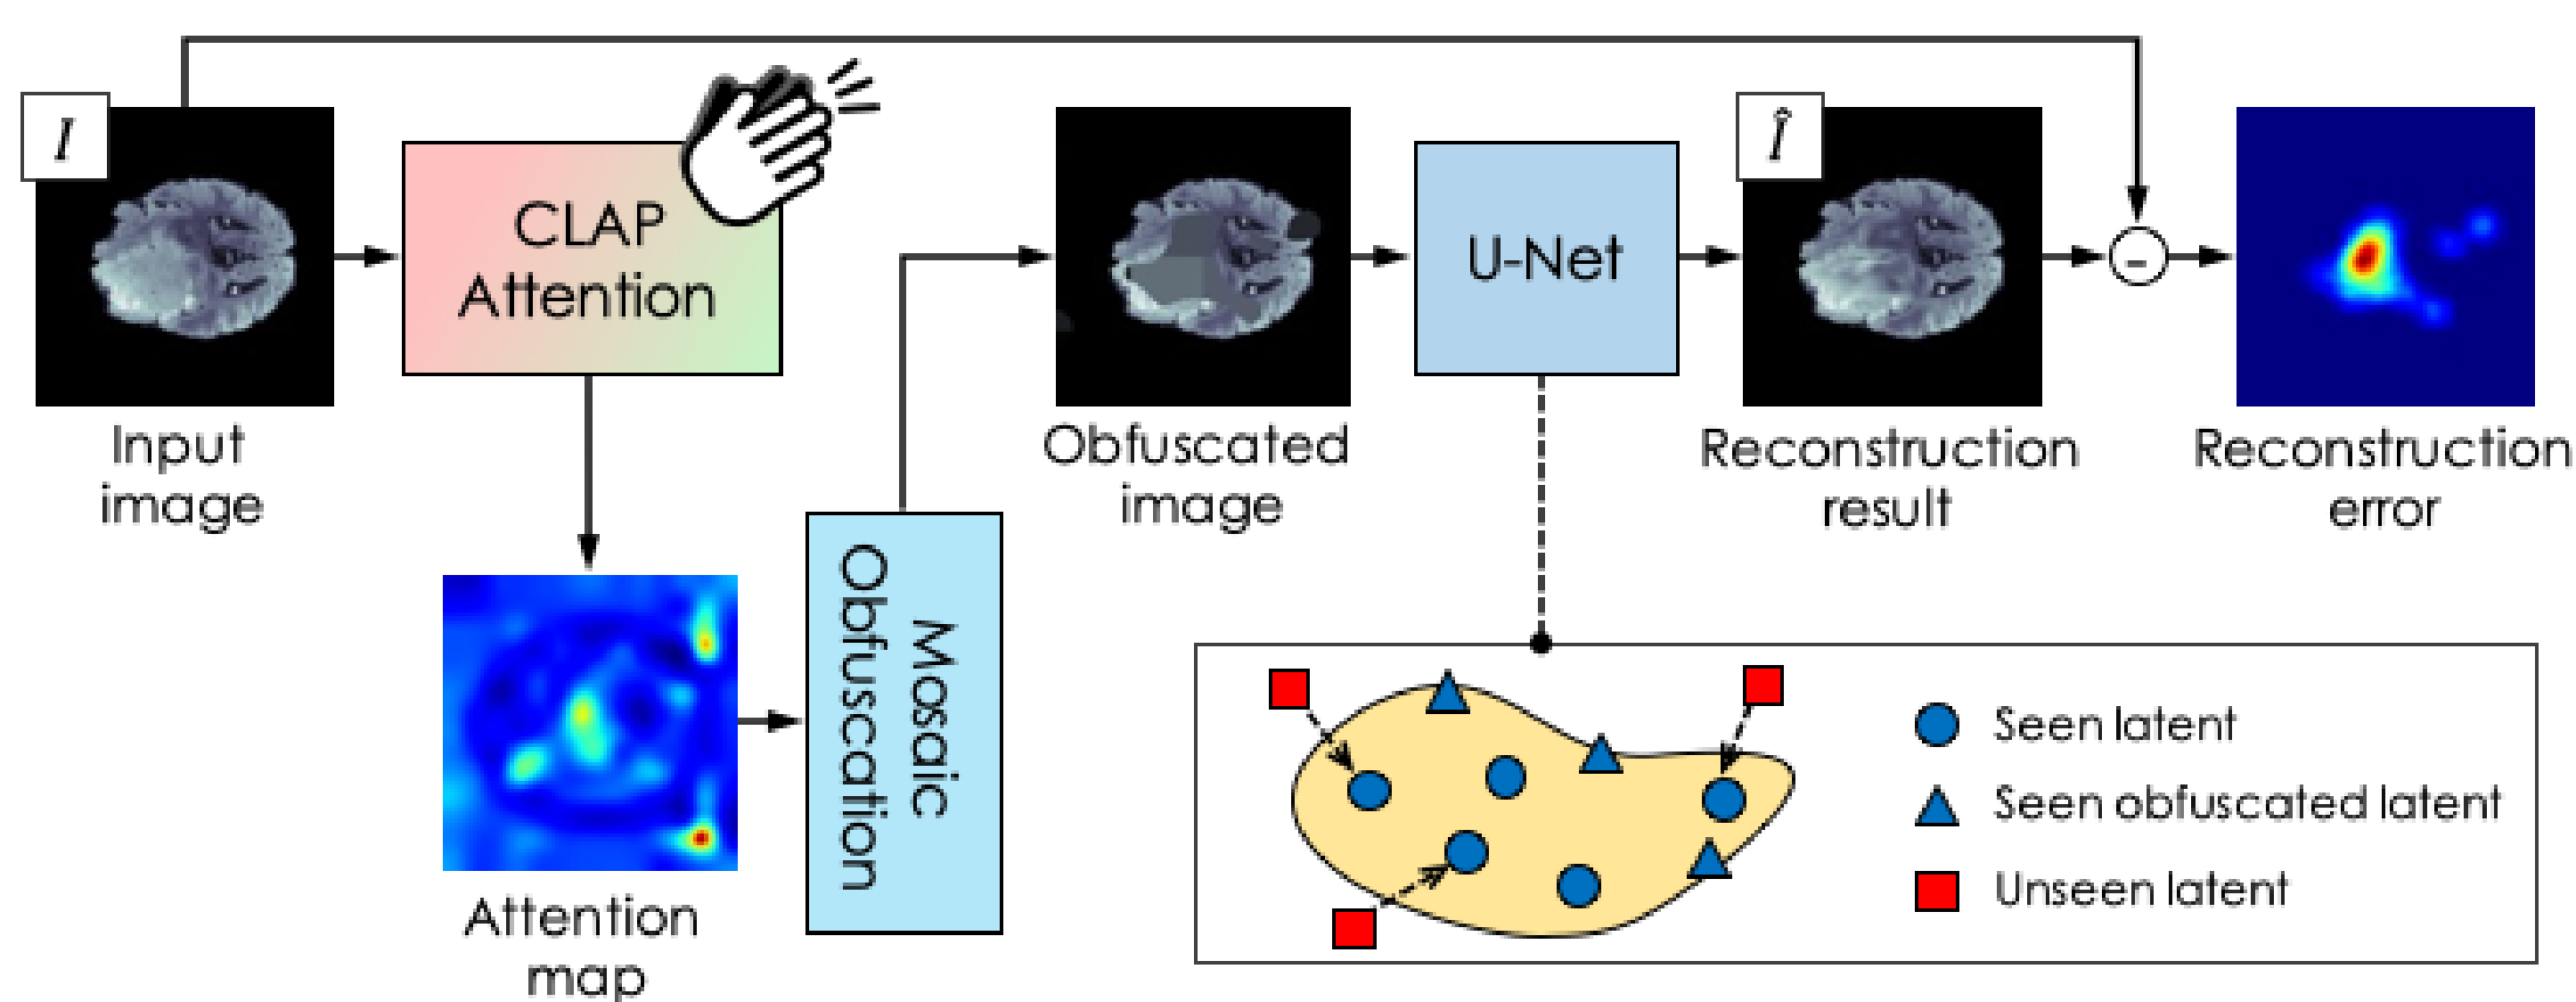 I
Input
image
CLAP
Attention
Attention
map
Mosaic
Obfuscation
Obfuscated
image
U-Net
Î
Reconstruction
result
-
Reconstruction
error
Seen latent
Seen obfuscated latent
Unseen latent